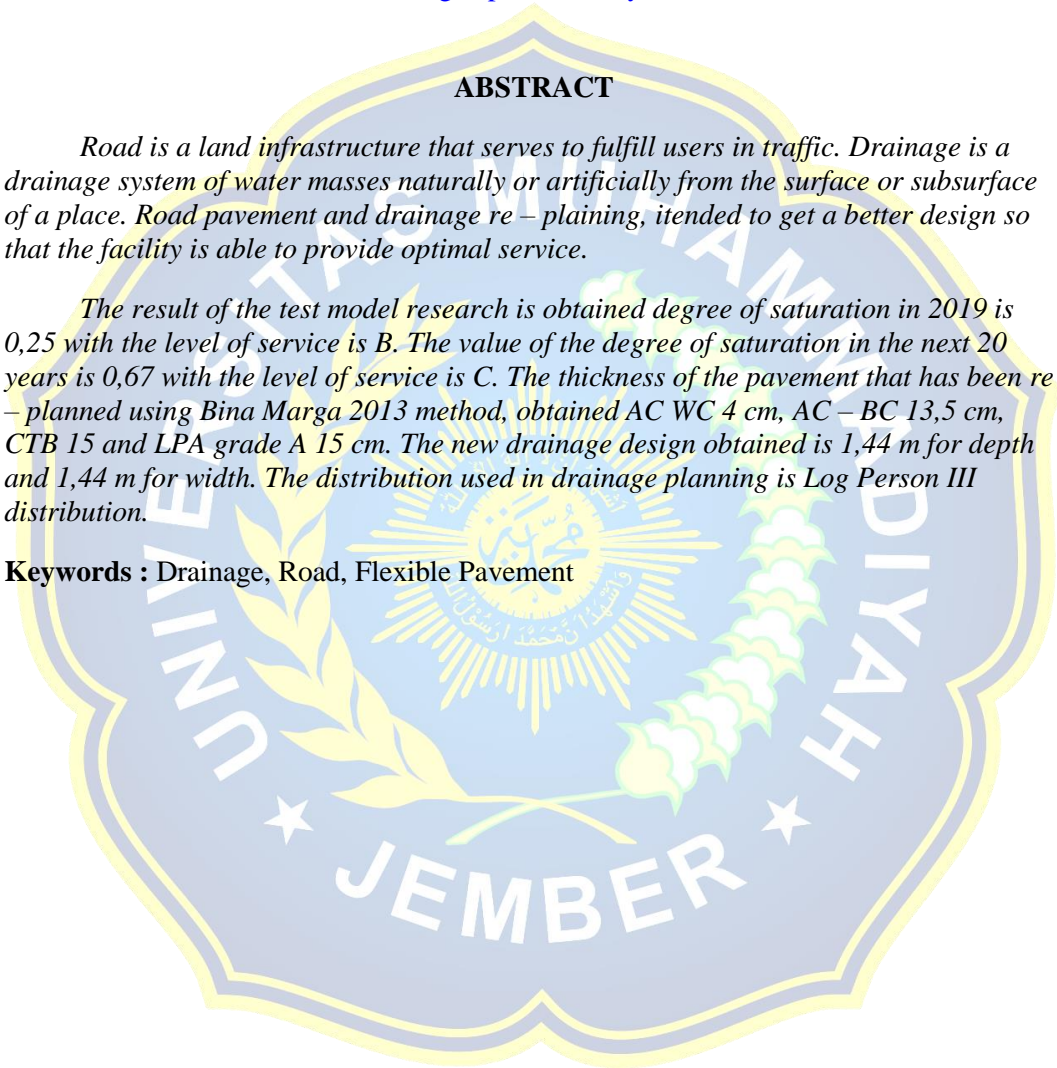 ABSTRACT
Road is a land infrastructure that serves to fulfill users in traffic. Drainage is a
drainage system of water masses naturally or artificially from the surface or subsurface
of a place. Road pavement and drainage re – plaining, itended to get a better design so
that the facility is able to provide optimal service.
The result of the test model research is obtained degree of saturation in 2019 is
0,25 with the level of service is B. The value of the degree of saturation in the next 20
years is 0,67 with the level of service is C. The thickness of the pavement that has been re
– planned using Bina Marga 2013 method, obtained AC WC 4 cm, AC – BC 13,5 cm,
CTB 15 and LPA grade A 15 cm. The new drainage design obtained is 1,44 m for depth
and 1,44 m for width. The distribution used in drainage planning is Log Person III
distribution.
Keywords : Drainage, Road, Flexible Pavement
UNIVERSITAS MUHAMMADIYAH
JEMBER